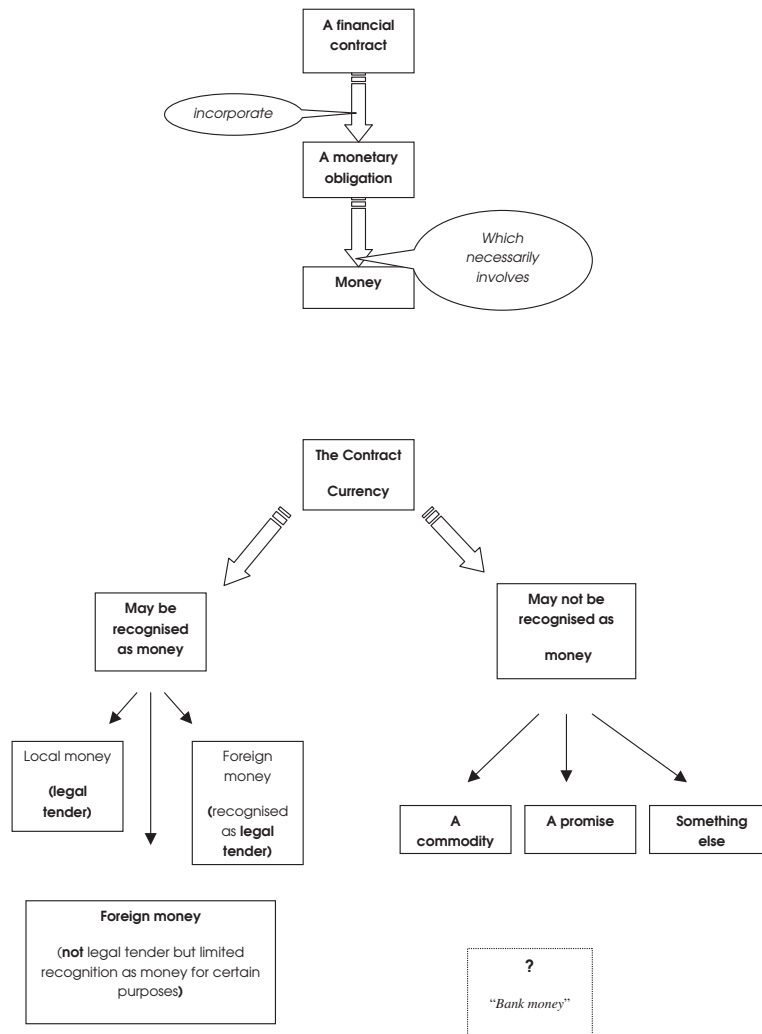 A financial
contract
incorporate
A monetary
obligation
Which
necessarily
involves
Money
The Contract
Currency
May be
recognised
as money
May not be
recognised as
money
Local money
(legal
tender)
Foreign
money
(recognised
as legal
tender)
A
commodity
A promise
Something
else
Foreign money
(not legal tender but limited
recognition as money for certain
purposes)
?
“Bank money”